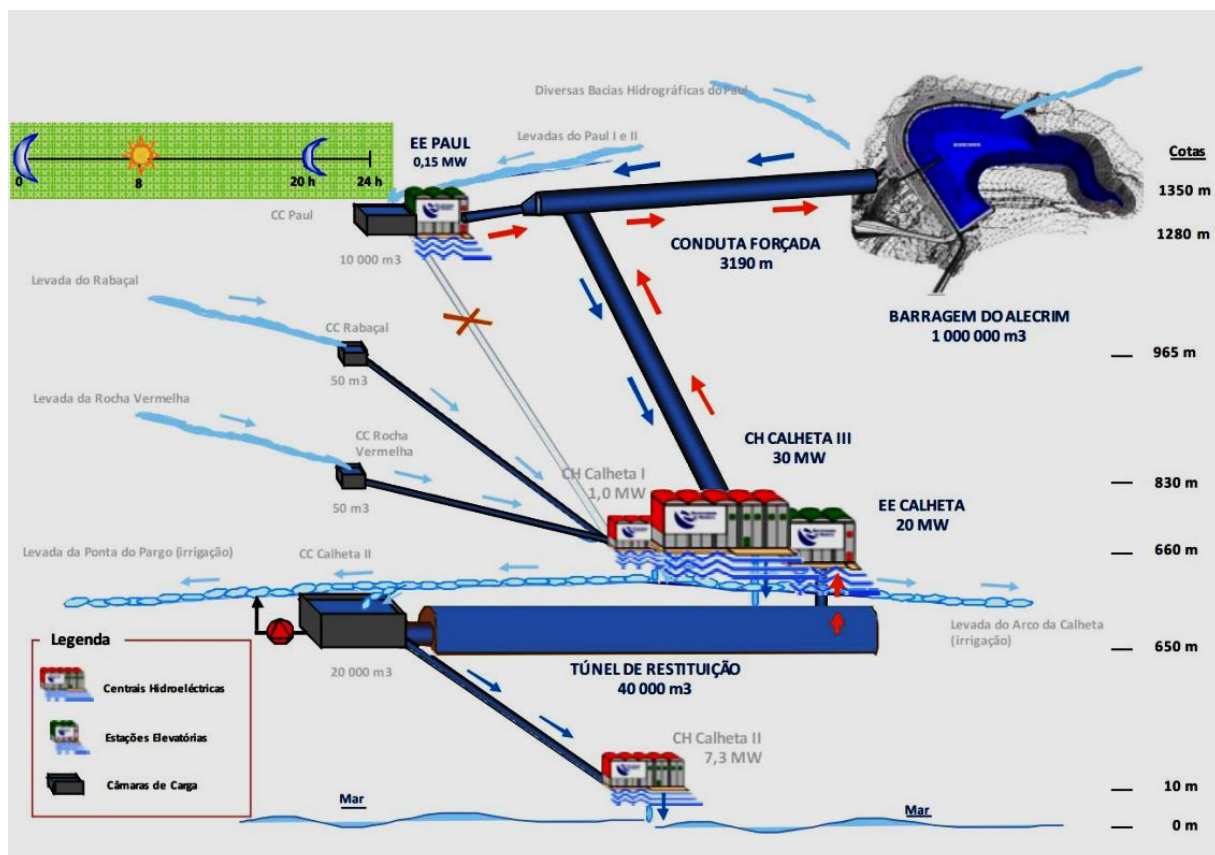 Diversas Bacias Hidrográficas do Paul
Levadas do Paul I e II
EE PAUL
0,15 MW
0
8
20 h
24 h
Cotas
1350 m
1280 m
CC Paul
10 000 m3
CONDUTA FORÇADA
3190 m
BARRAGEM DO ALECRIM
1 000 000 m3
Levada do Rabaçal
CC Rabaçal
50 m3
965 m
Levada da Rocha Vermelha
CC Rocha
Vermelha
50 m3
CH CALHETA III
30 MW
CH Calheta I
1,0 MW
830 m
EE CALHETA
20 MW
660 m
Levada da Ponta do Pargo (irrigação)
CC Calheta II
20 000 m3
Levada do Arco da Calheta
(irrigação)
650 m
TÚNEL DE RESTITUIÇÃO
40 000 m3
Legenda
Centrais Hidroeléctricas
Estações Elevatórias
Câmaras de Carga
CH Calheta II
7,3 MW
10 m
Mar
Mar
0 m